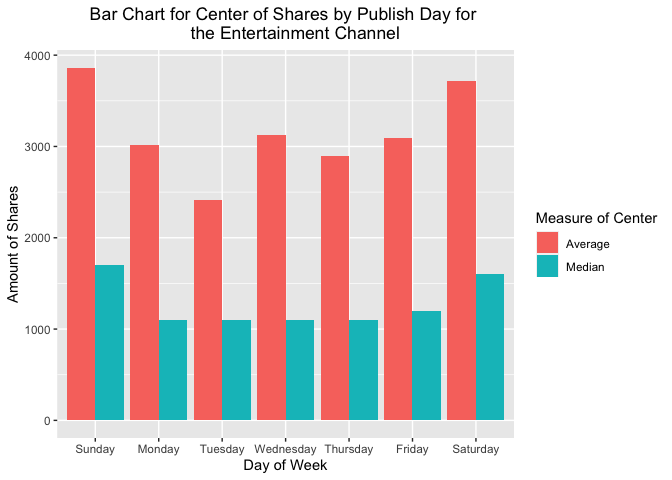 Bar Chart for Center of Shares by Publish Day for
the Entertainment Channel
Amount of Shares
4000
3000
2000
1000
0
Sunday Monday Tuesday Wednesday Thursday Friday Saturday
Day of Week
Measure of Center
Average
Median